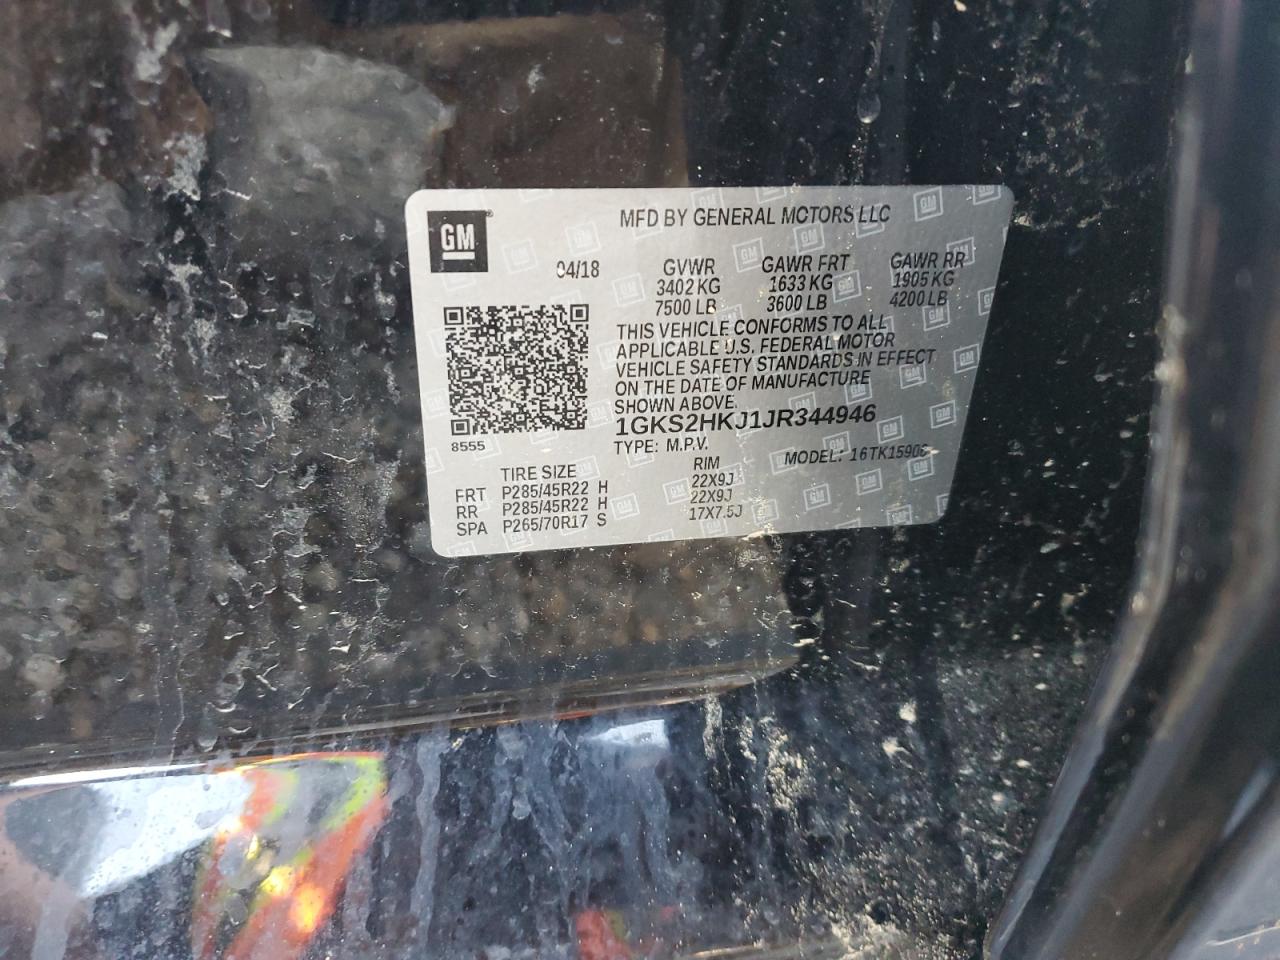 GM
MFD BY GENERAL MOTORS LLC
04/18
GVWR GAWR FRT GAWR RR
3402 KG 1633 KG 1905 KG
7500 LB 3600 LB 4200 LB
THIS VEHICLE CONFORMS TO ALL
APPLICABLE U.S. FEDERAL MOTOR
VEHICLE SAFETY STANDARDS IN EFFECT
ON THE DATE OF MANUFACTURE
SHOWN ABOVE.
1GKS2HKJ1JR344946
8555
TYPE: M.P.V. MODEL: 16TK15906
TIRE SIZE RIM
FRT P285/45R22 H 22X9J
RR P285/45R22 H 22X9J
SPA P265/70R17 S 17X7.5J